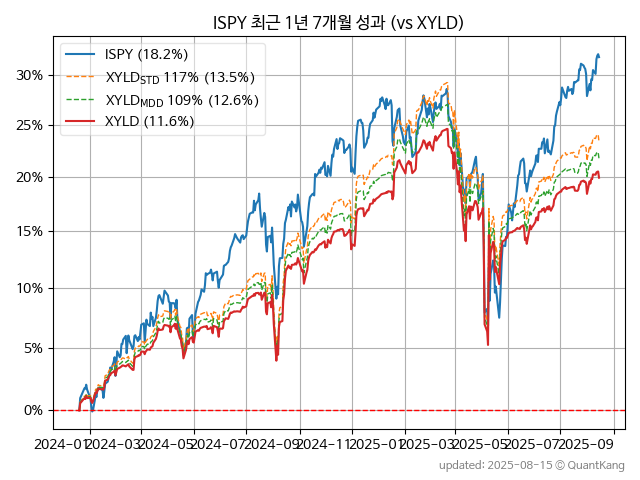 ISPY 최근 1년 7개월 성과 (vs XYLD)
ISPY (18.2%)
XYLD_STD 117% (13.5%)
XYLD_MDD 109% (12.6%)
XYLD (11.6%)
30%
25%
20%
15%
10%
5%
0%
2024-01 2024-03 2024-05 2024-07 2024-09 2024-11 2025-01 2025-03 2025-05 2025-07 2025-09
updated: 2025-08-15 © QuantKang